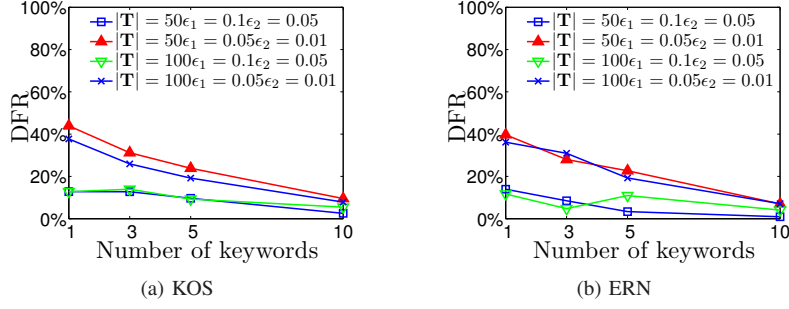 100%
80%
60%
40%
20%
0%
DFR
|T| = 50ϵ₁ = 0.1ϵ₂ = 0.05
|T| = 50ϵ₁ = 0.05ϵ₂ = 0.01
|T| = 100ϵ₁ = 0.1ϵ₂ = 0.05
|T| = 100ϵ₁ = 0.05ϵ₂ = 0.01
1 3 5 10
Number of keywords
(a) KOS
100%
80%
60%
40%
20%
0%
DFR
|T| = 50ϵ₁ = 0.1ϵ₂ = 0.05
|T| = 50ϵ₁ = 0.05ϵ₂ = 0.01
|T| = 100ϵ₁ = 0.1ϵ₂ = 0.05
|T| = 100ϵ₁ = 0.05ϵ₂ = 0.01
1 3 5 10
Number of keywords
(b) ERN